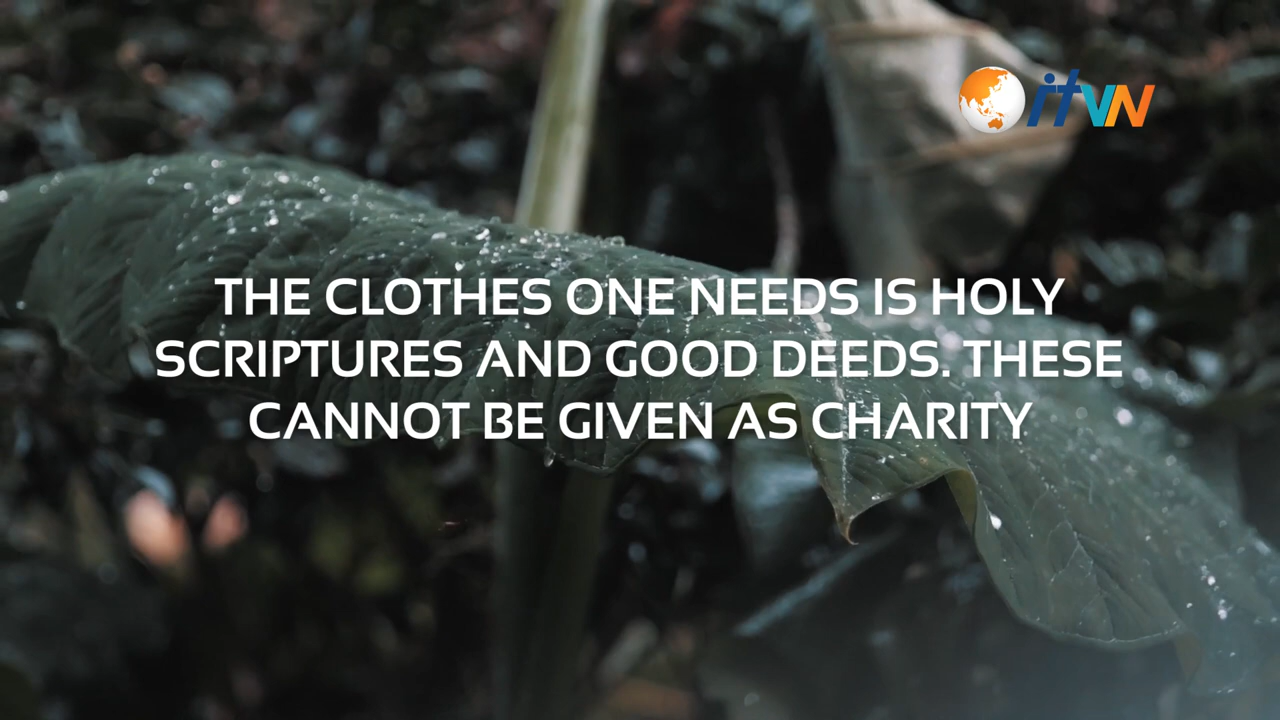 itVN
THE CLOTHES ONE NEEDS IS HOLY
SCRIPTURES AND GOOD DEEDS. THESE
CANNOT BE GIVEN AS CHARITY